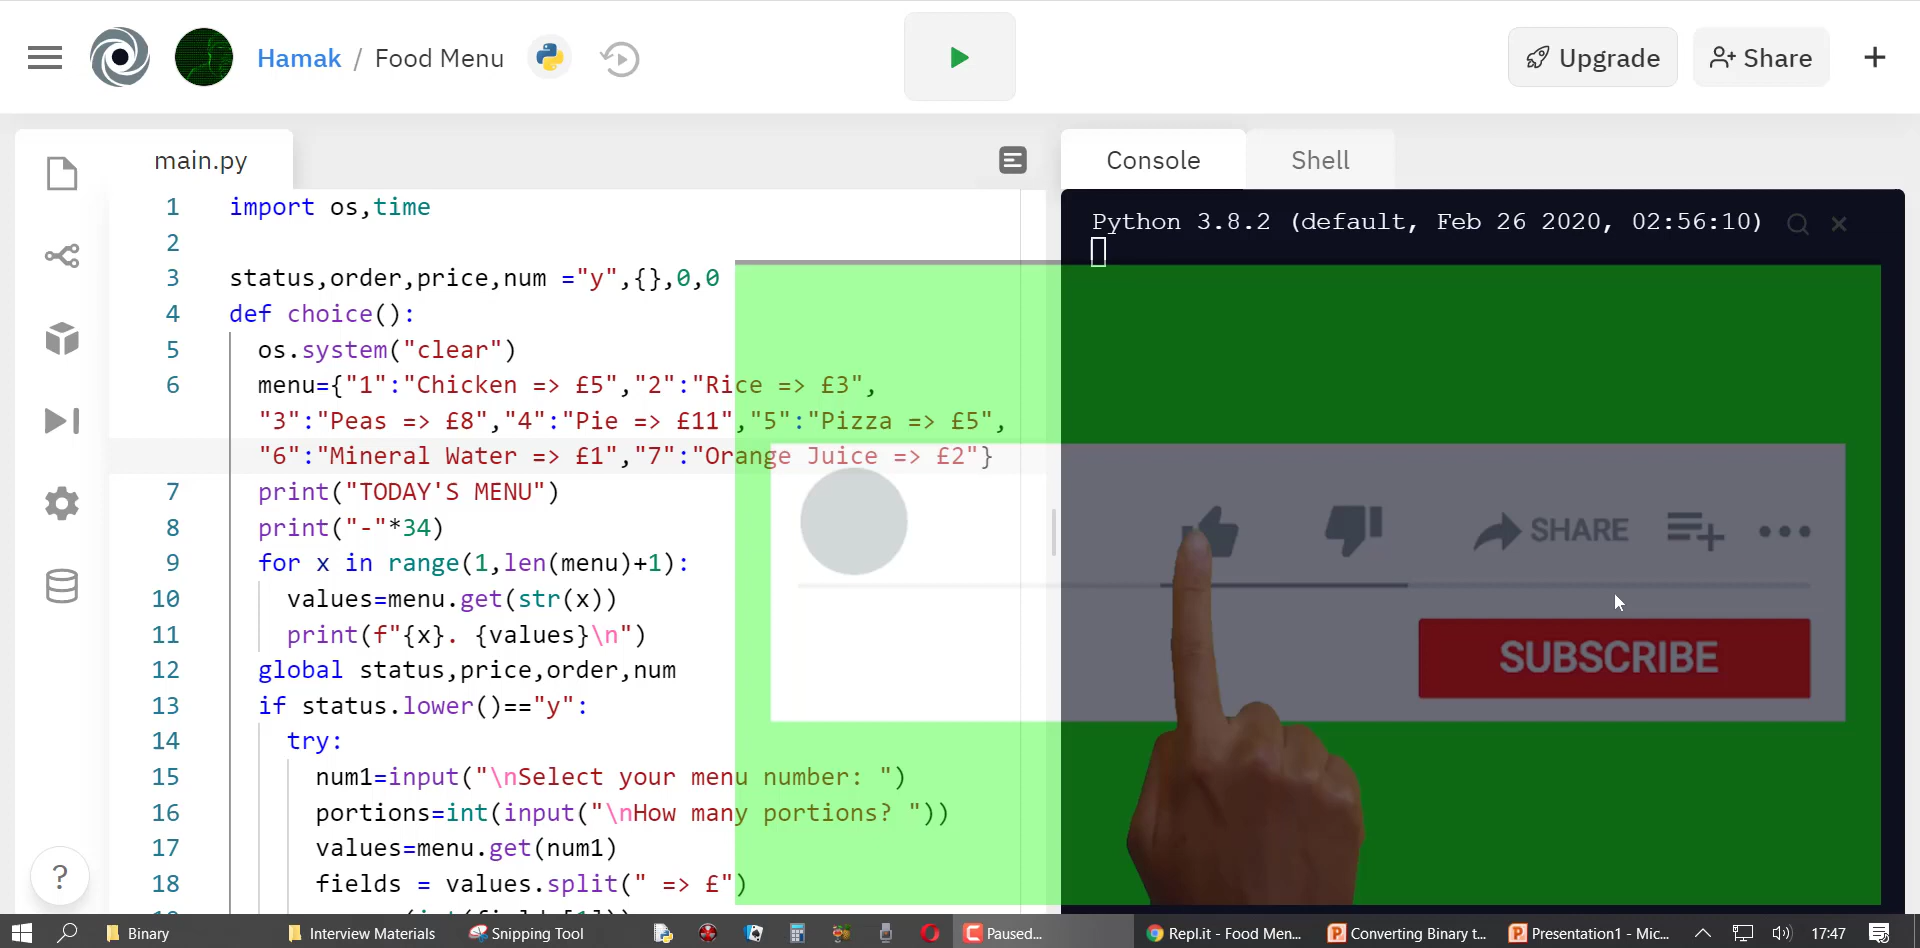 Hamak / Food Menu
Upgrade
Share
main.py
Console
Shell
1 import os,time
2
3 status,order,price,num ="y",{},0,0
4 def choice():
5 os.system("clear")
6 menu={"1":"Chicken => £5","2":"Rice => £3",
"3":"Peas => £8","4":"Pie => £11","5":"Pizza => £5",
"6":"Mineral Water => £1","7":"Orange Juice => £2"}
7 print("TODAY'S MENU")
8 print("-"*34)
9 for x in range(1,len(menu)+1):
10 values=menu.get(str(x))
11 print(f"{x}. {values}\n")
12 global status,price,order,num
13 if status.lower()=="y":
14 try:
15 num1=input("\nSelect your menu number: ")
16 portions=int(input("\nHow many portions? "))
17 values=menu.get(num1)
18 fields = values.split(" => £")
Python 3.8.2 (default, Feb 26 2020, 02:56:10)
SHARE
SUBSCRIBE
?
Binary
Interview Materials
Snipping Tool
Paused...
Repl.it - Food Men...
Converting Binary t...
Presentation1 - Mic...
17:47